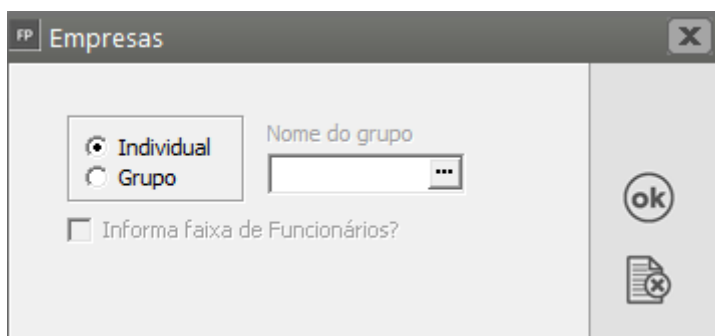 FP Empresas
Individual
Grupo
Nome do grupo
...
Informa faixa de Funcionários?
ok